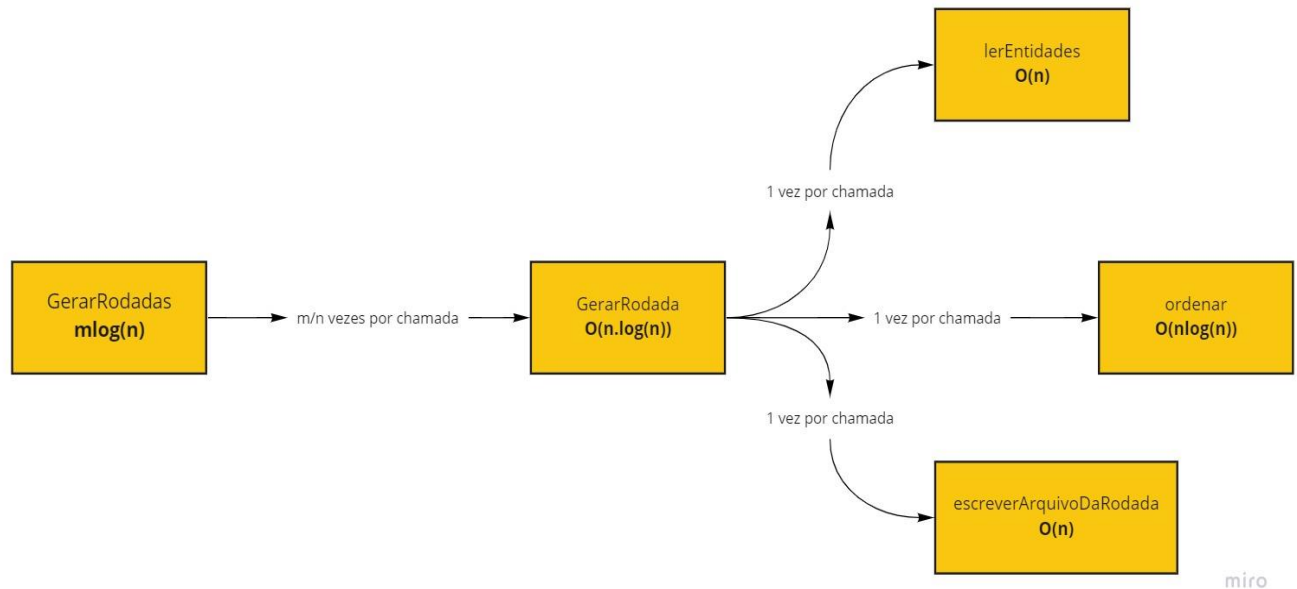 lerEntidades
O(n)
1 vez por chamada
GerarRodadas
mlog(n)
m/n vezes por chamada
GerarRodada
O(n.log(n))
1 vez por chamada
ordenar
O(nlog(n))
1 vez por chamada
escreverArquivoDaRodada
O(n)
miro